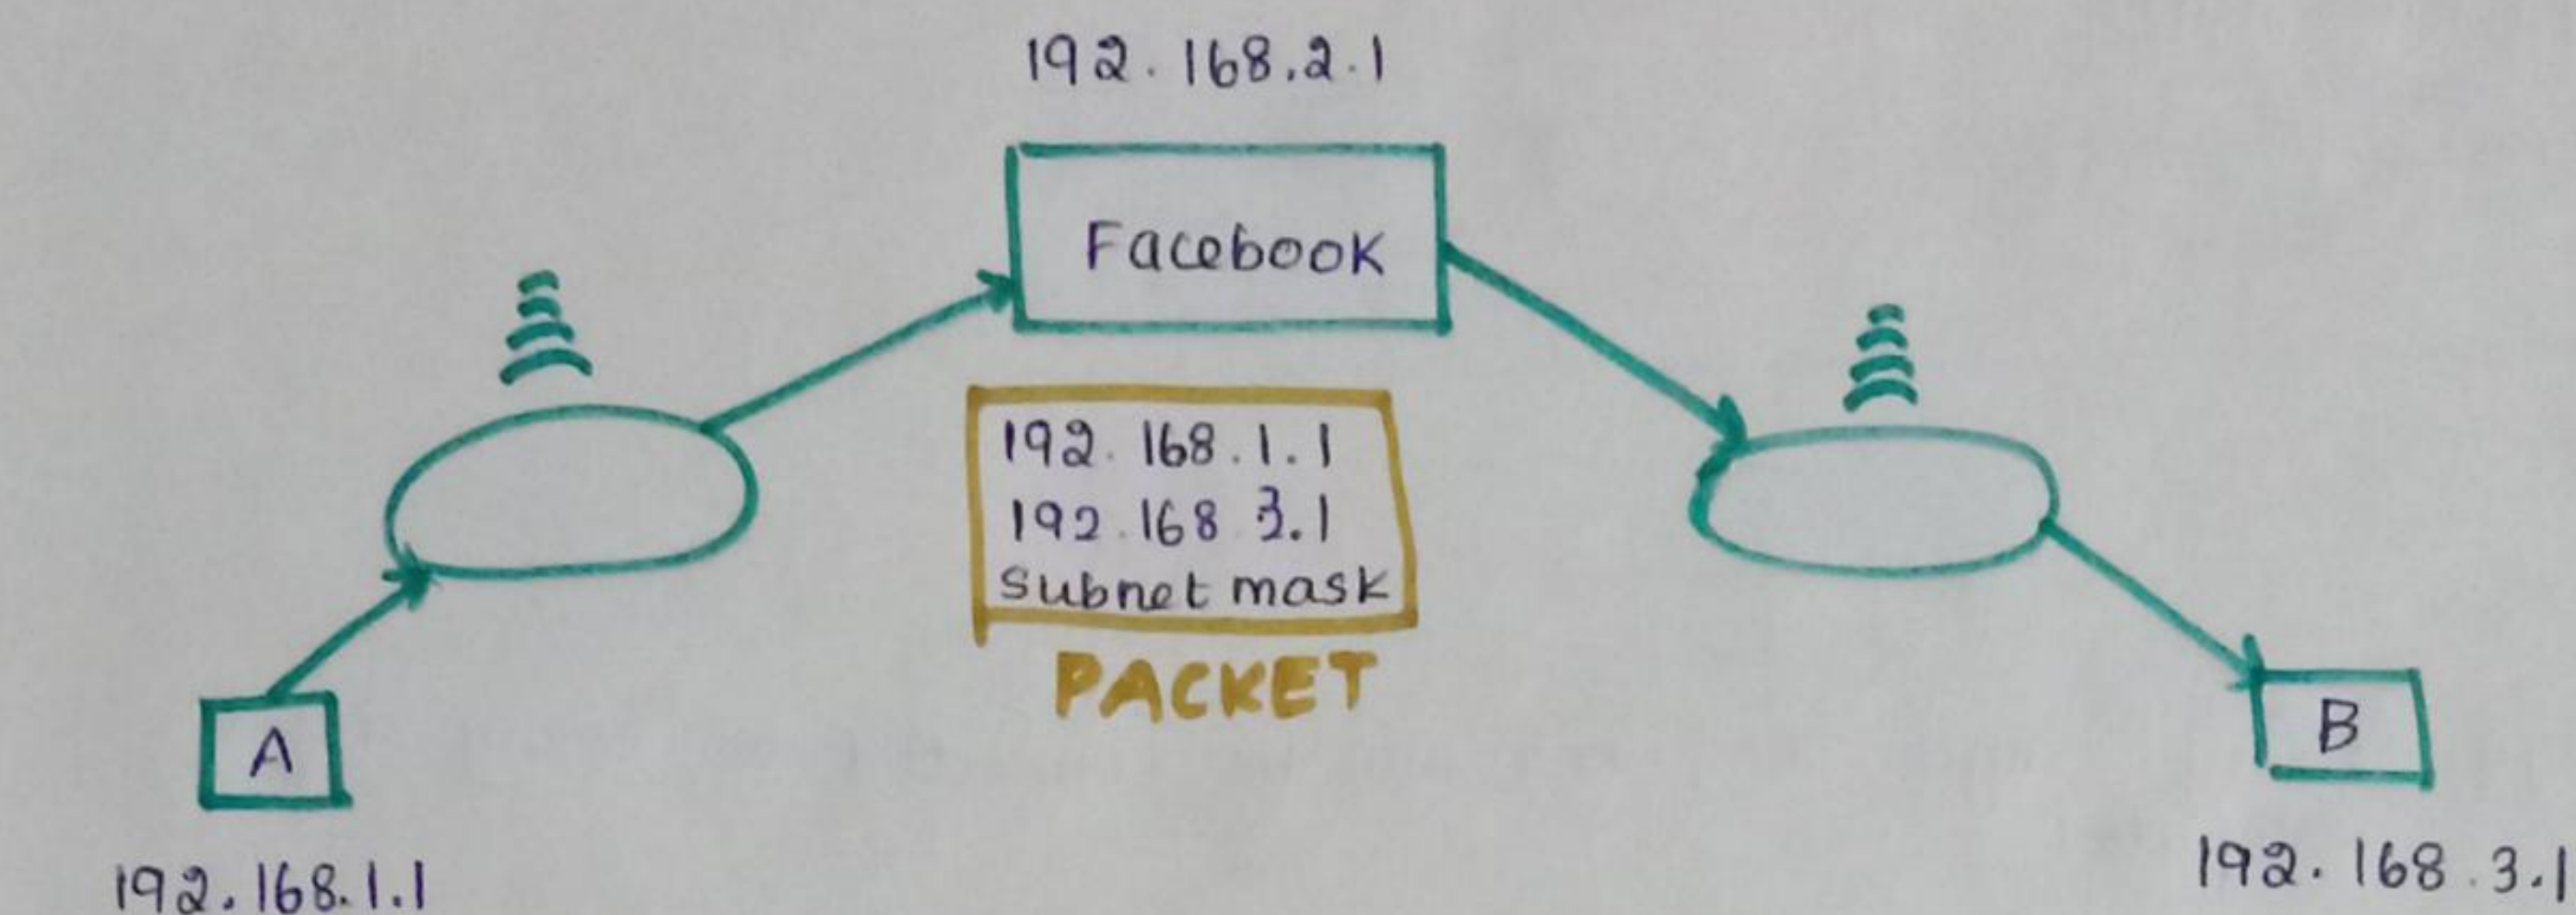 192.168.2.1
Facebook
192.168.1.1
192.168 3.1
Subnet mask
PACKET
A
192.168.1.1
B
192.168.3.1